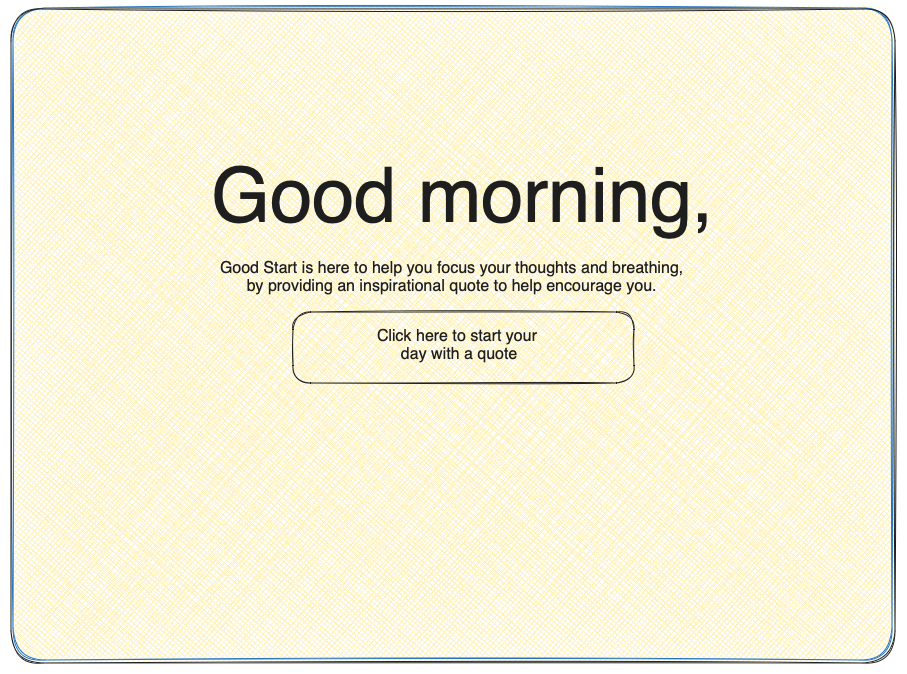 Good morning,
Good Start is here to help you focus your thoughts and breathing,
by providing an inspirational quote to help encourage you.
Click here to start your
day with a quote